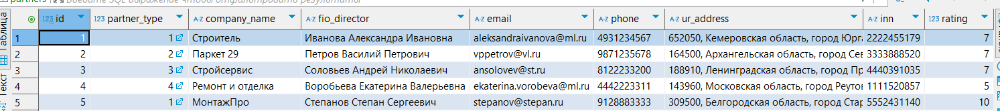 partners Введите SQL выражение чтобы отфильтровать результаты
Таблица
Текст
123 id 123 partner_type A-Z company_name A-Z fio_director A-Z email A-Z phone A-Z ur_address A-Z inn 123 rating
1 1 1 Строитель Иванова Александра Ивановна aleksandraivanova@ml.ru 4931234567 652050, Кемеровская область, город Юрга 2222455179 7
2 2 2 Паркет 29 Петров Василий Петрович vppetrov@vl.ru 9871235678 164500, Архангельская область, город Сев 3333888520 7
3 3 3 Стройсервис Соловьев Андрей Николаевич ansolovev@st.ru 8122233200 188910, Ленинградская область, город Пр 4440391035 7
4 4 4 Ремонт и отделка Воробьева Екатерина Валерьевна ekaterina.vorobeva@ml.ru 4442223311 143960, Московская область, город Реутов 1111520857 5
5 5 1 МонтажПро Степанов Степан Сергеевич stepanov@stepan.ru 9128883333 309500, Белгородская область, город Стар 5552431140 10